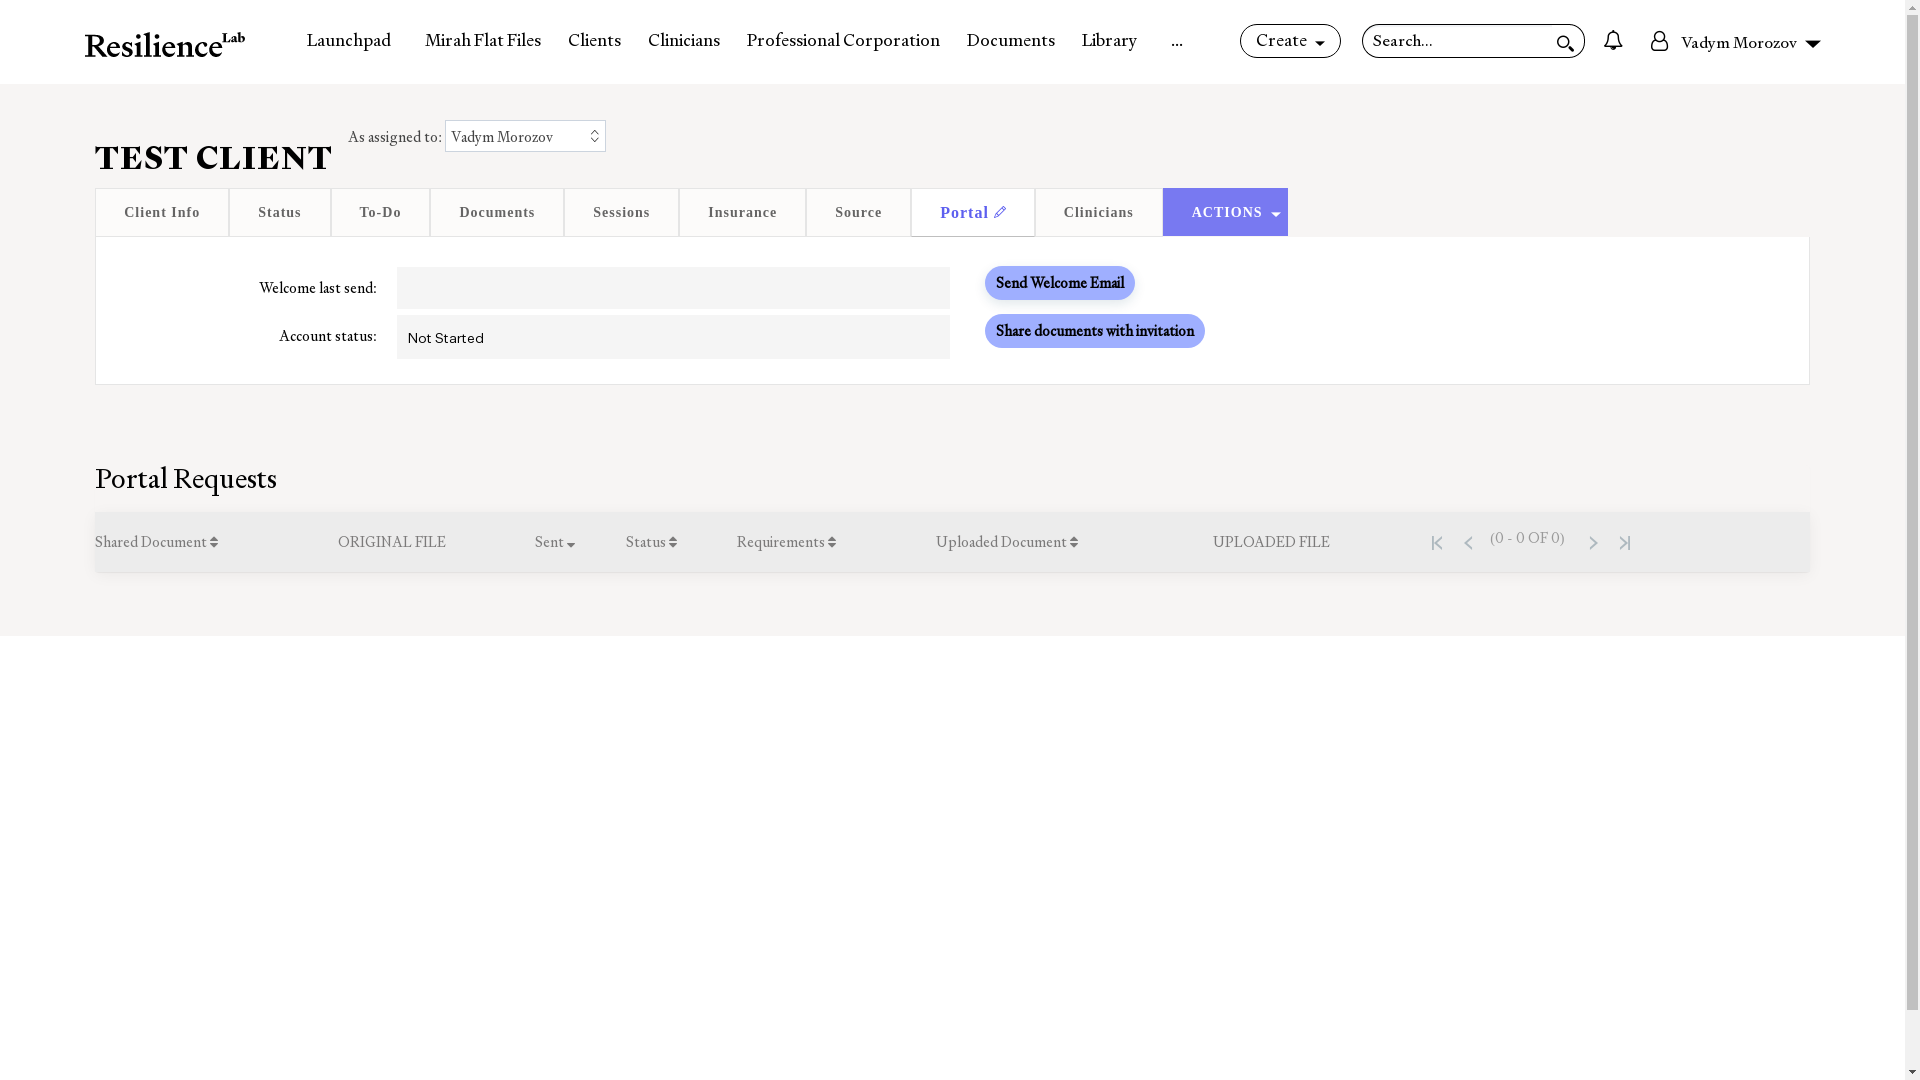 ResilienceLab Launchpad Mirah Flat Files Clients Clinicians Professional Corporation Documents Library ... Create Search... Vadym Morozov
As assigned to: Vadym Morozov
TEST CLIENT
Client Info Status To-Do Documents Sessions Insurance Source Portal Clinicians ACTIONS
Welcome last send: Send Welcome Email
Account status: Not Started Share documents with invitation
Portal Requests
Shared Document ORIGINAL FILE Sent Status Requirements Uploaded Document UPLOADED FILE (0 - 0 OF 0)